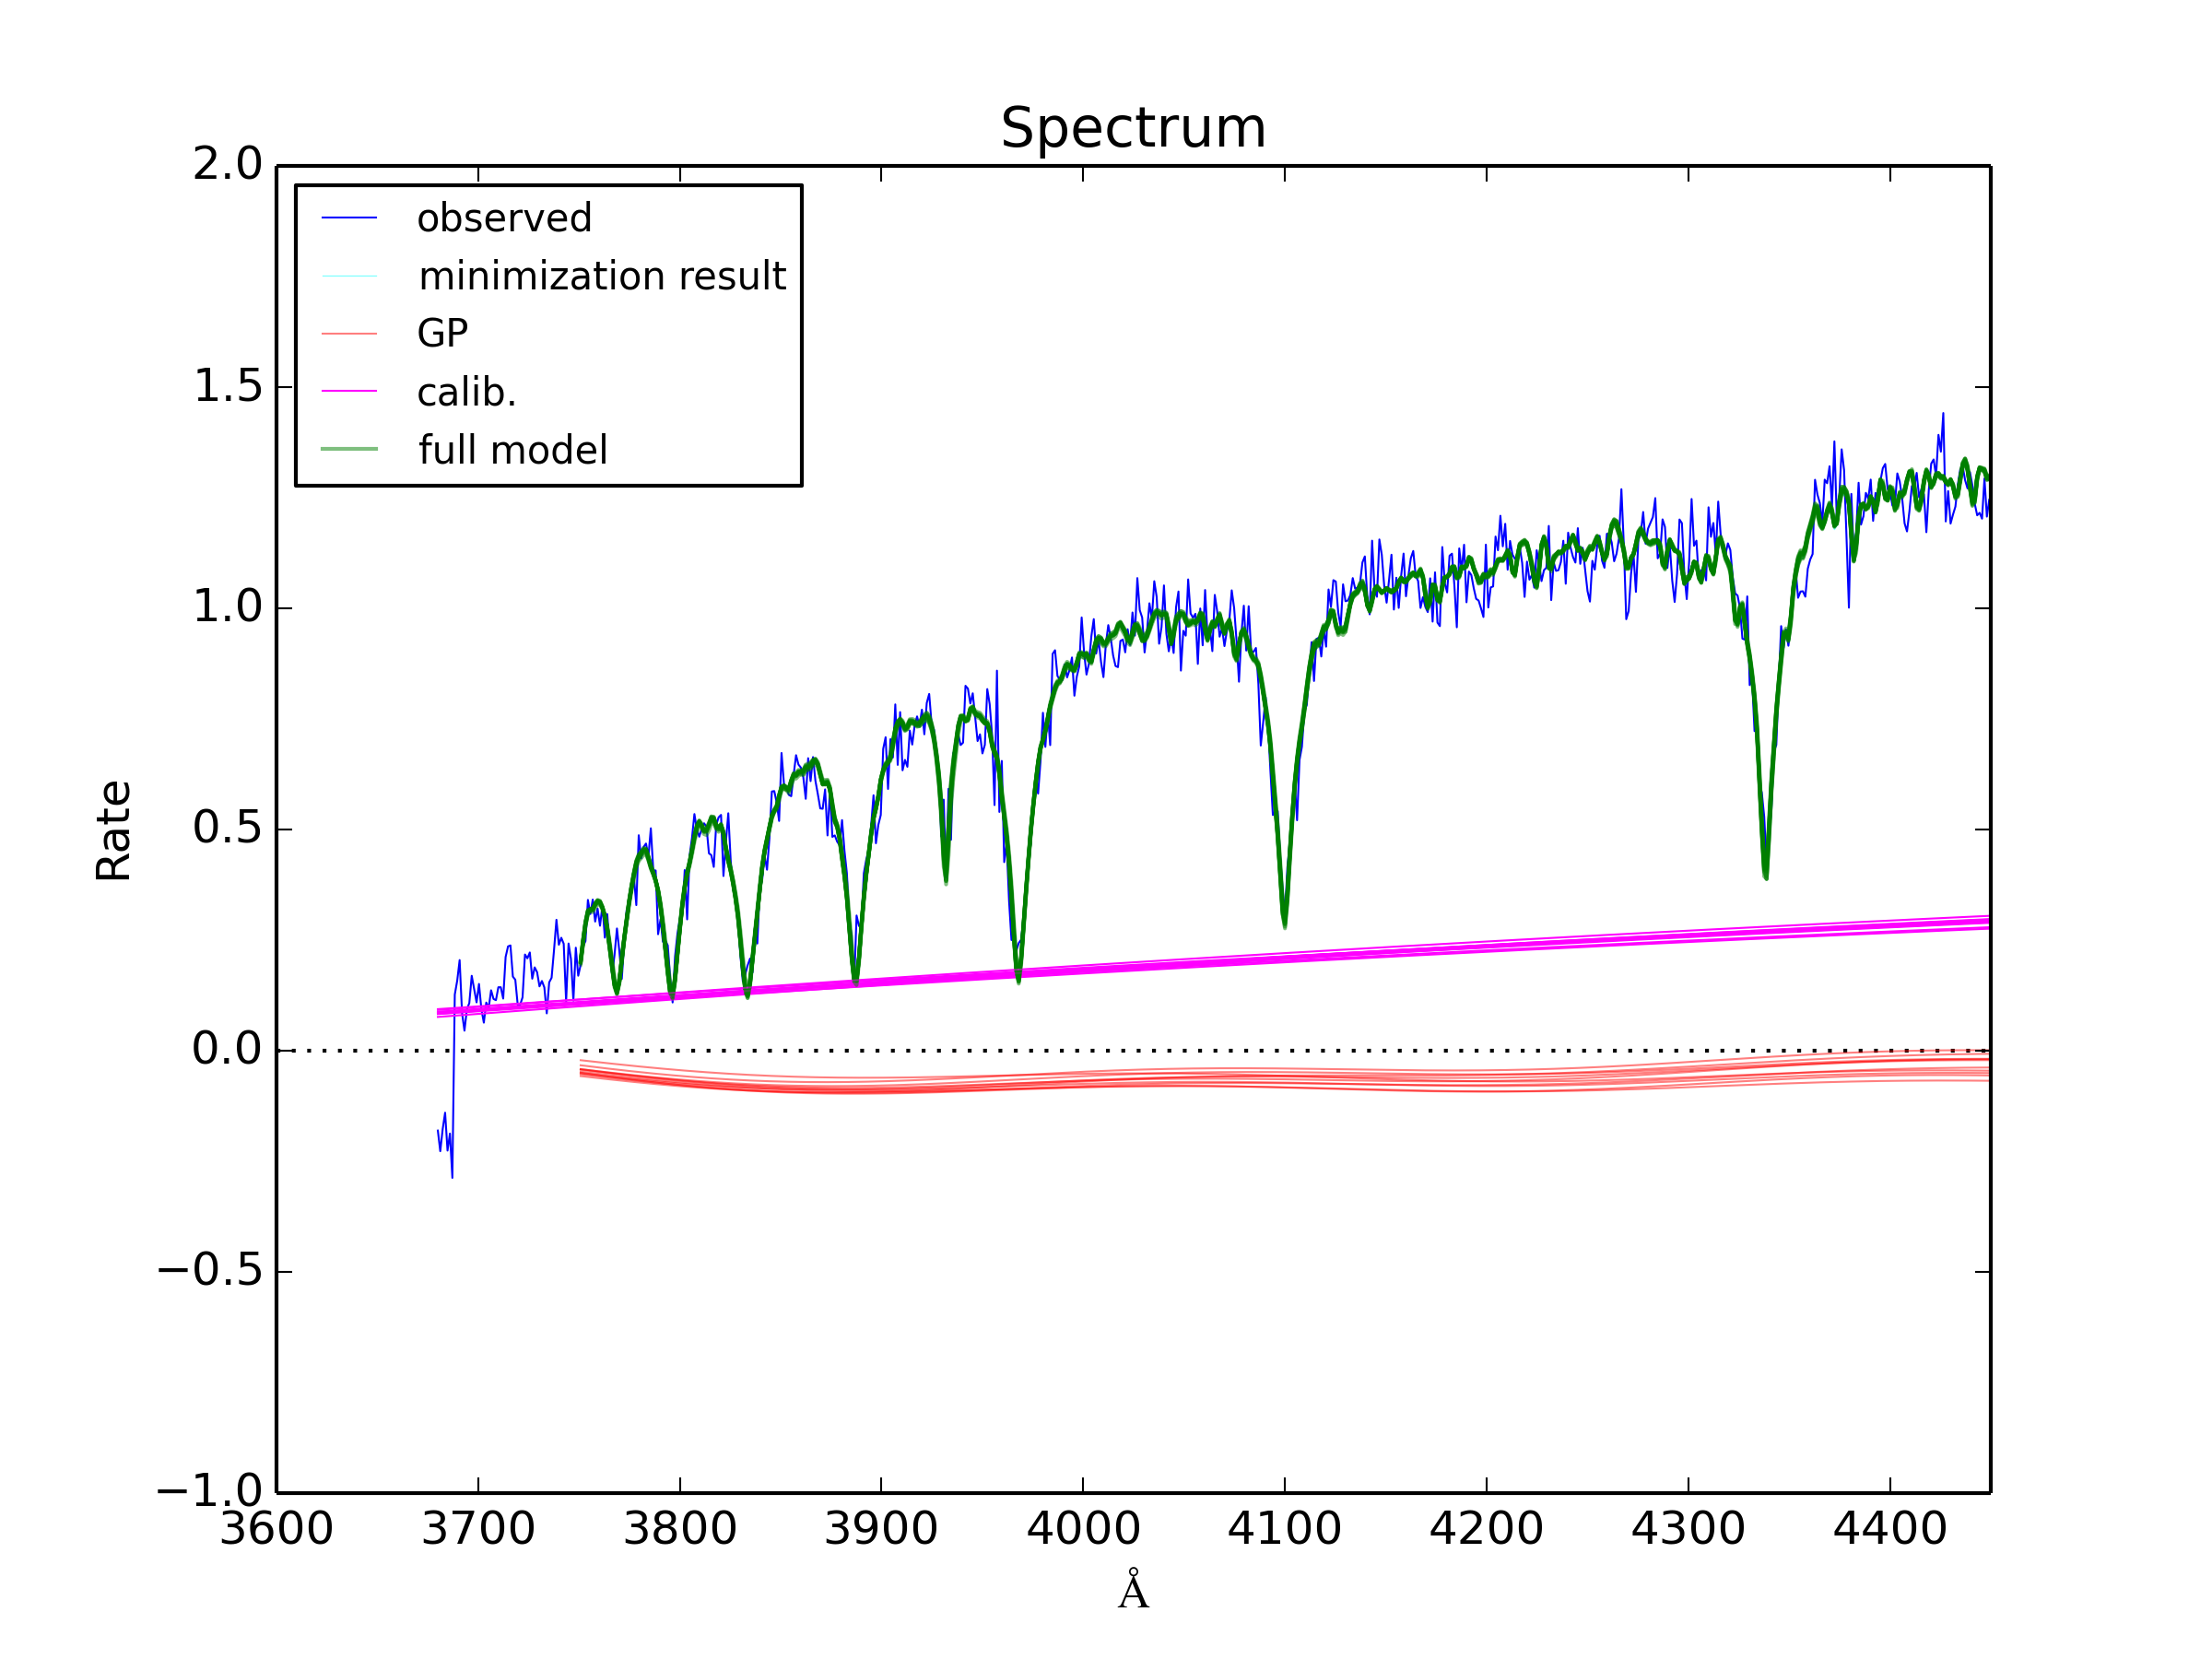 Spectrum
2.0
1.5
1.0
0.5
0.0
−0.5
−1.0
Rate
observed
minimization result
GP
calib.
full model
3600 3700 3800 3900 4000 4100 4200 4300 4400
Å